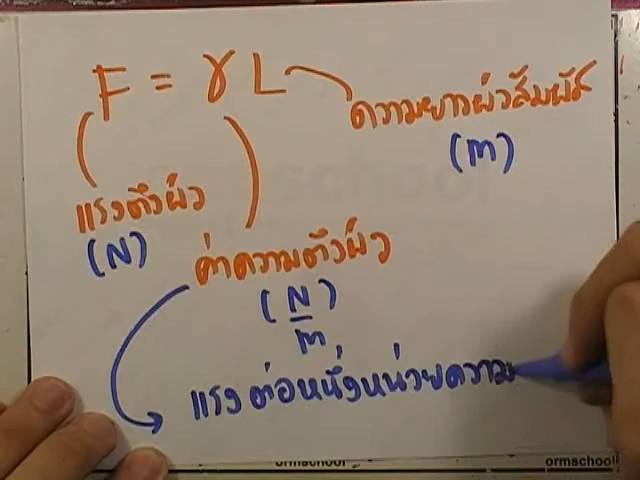 F = γ L
ความยาวผิวสัมผัส
(m)
แรงตึงผิว
(N)
ค่าความตึงผิว
(N/m)
แรงต่อหนึ่งหน่วยความ
ormschool
ormschool